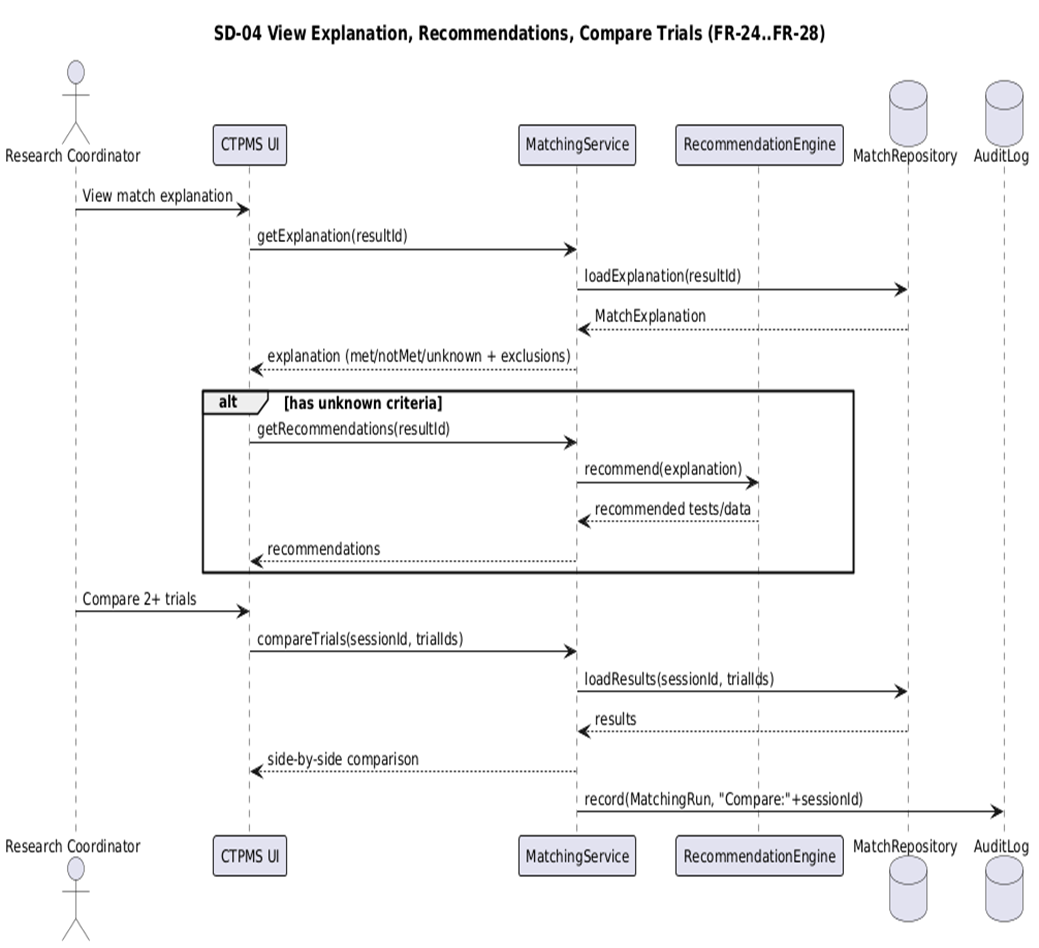 SD-04 View Explanation, Recommendations, Compare Trials (FR-24..FR-28)
Research Coordinator
CTPMS UI
MatchingService
RecommendationEngine
MatchRepository
AuditLog
View match explanation
getExplanation(resultId)
loadExplanation(resultId)
MatchExplanation
explanation (met/notMet/unknown + exclusions)
alt
[has unknown criteria]
getRecommendations(resultId)
recommend(explanation)
recommended tests/data
recommendations
Compare 2+ trials
compareTrials(sessionId, trialIds)
loadResults(sessionId, trialIds)
results
side-by-side comparison
record(MatchingRun, "Compare:"+sessionId)
Research Coordinator
CTPMS UI
MatchingService
RecommendationEngine
MatchRepository
AuditLog